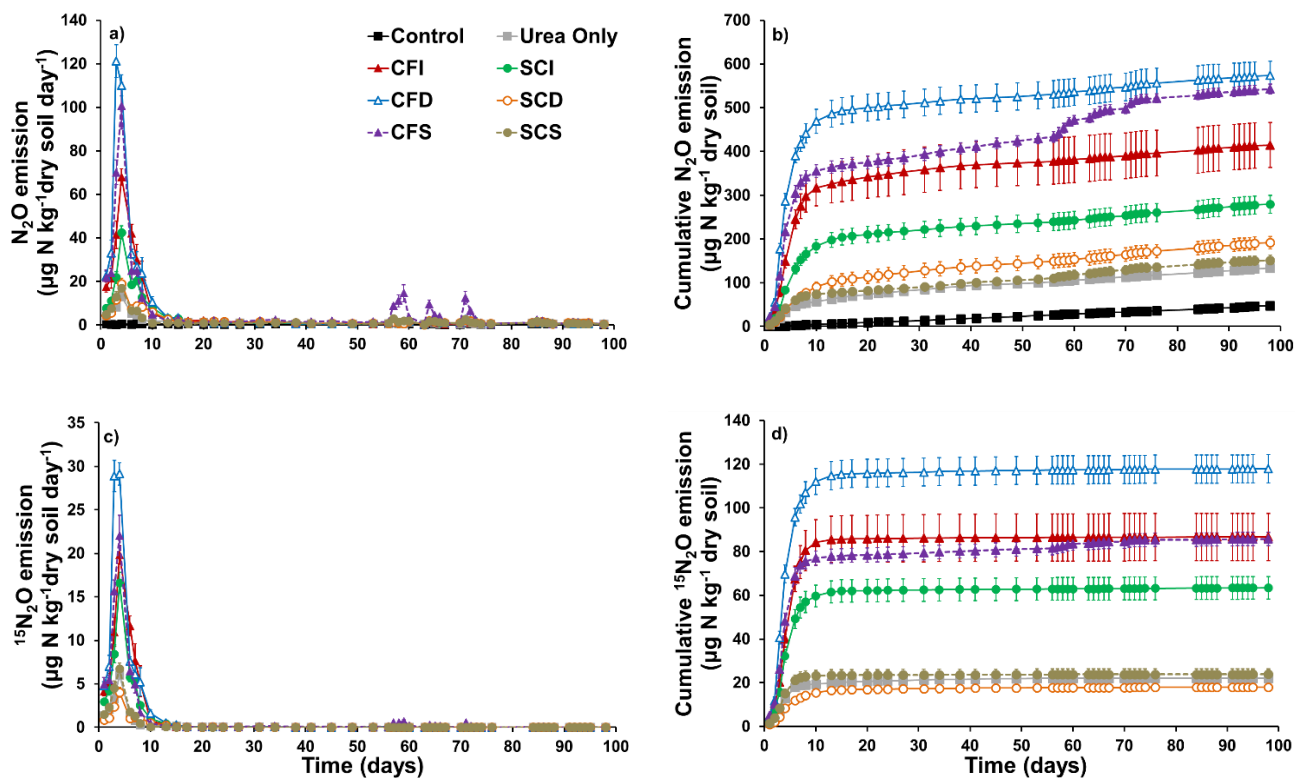 a)
N₂O emission
(µg N kg⁻¹dry soil day⁻¹)
140
120
100
80
60
40
20
0
Control
Urea Only
CFI
SCI
CFD
SCD
CFS
SCS
0 10 20 30 40 50 60 70 80 90 100
b)
Cumulative N₂O emission
(µg N kg⁻¹ dry soil)
700
600
500
400
300
200
100
0
0 10 20 30 40 50 60 70 80 90 100
c)
¹⁵N₂O emission
(µg N kg⁻¹dry soil day⁻¹)
35
30
25
20
15
10
5
0
0 10 20 30 40 50 60 70 80 90 100
Time (days)
d)
Cumulative ¹⁵N₂O emission
(µg N kg⁻¹ dry soil)
140
120
100
80
60
40
20
0
0 10 20 30 40 50 60 70 80 90 100
Time (days)